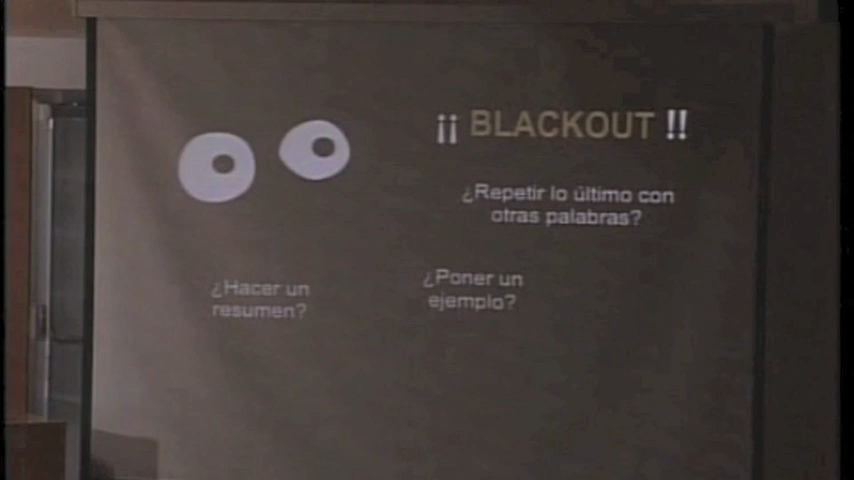 ¡¡ BLACKOUT !!
¿Repetir lo último con
otras palabras?
¿Hacer un
resumen?
¿Poner un
ejemplo?